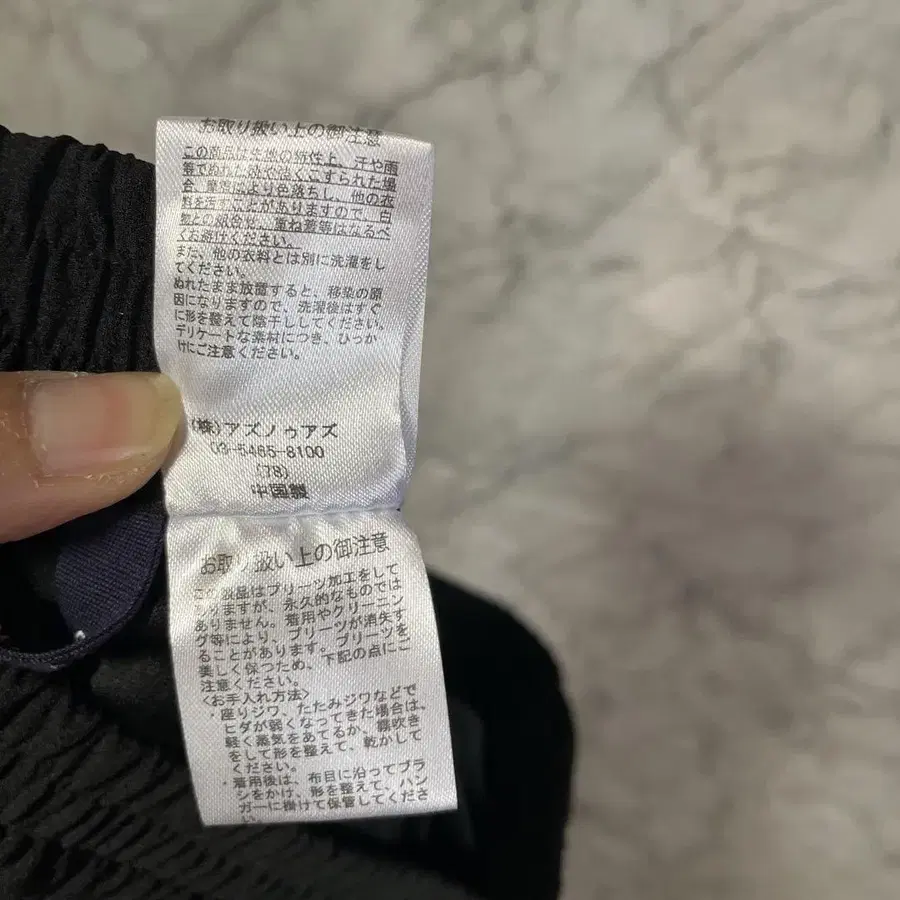 お取り扱い上の御注意
この商品は生地の特性上、汗や雨
等でぬれた時や強くこすられた場
合、摩擦により色落ちし、他の衣
料を汚すことがありますので、白
物との組合せ、重ね着等はなるべ
くお避けください。
また、他の衣料とは別に洗濯をし
てください。
ぬれたまま放置すると、移染の原
因になりますので、洗濯後はすぐ
に形を整えて陰干ししてください。
デリケートな素材につき、ひっか
けにご注意ください。
(株)アズノゥアズ
03-5465-8100
(78)
中国製
お取り扱い上の御注意
この製品はプリーツ加工をして
ありますが、永久的なものでは
ありません。着用やクリーニン
グ等により、プリーツが消失す
ることがあります。プリーツを
美しく保つため、下記の点にご
注意ください。
<お手入れ方法>
・座りジワ、たたみジワなどで
ヒダが弱くなってきた場合は、
軽く蒸気をあてるか、霧吹き
をして形を整えて、乾かして
ください。
・着用後は、布目に沿ってブラ
シをかけ、形を整えて、ハン
ガーに掛けて保管してくださ
い。